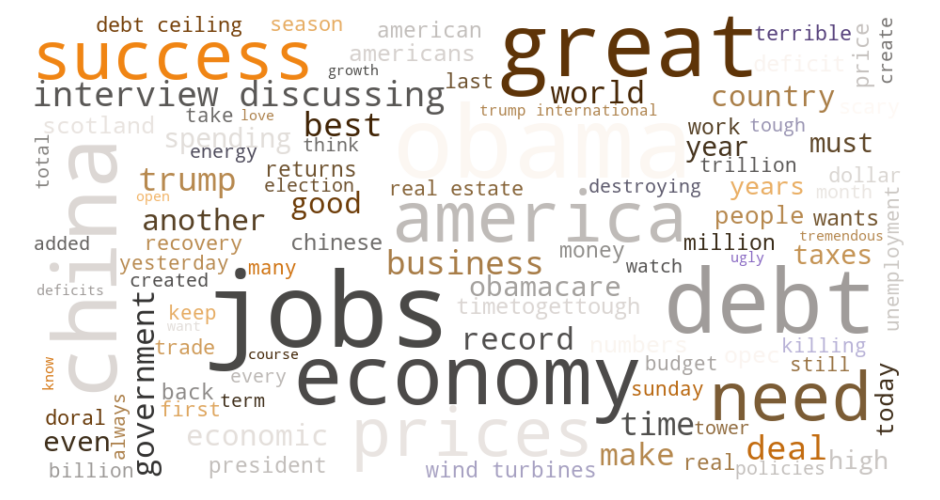 debt ceiling
season
american
great
terrible
create
success
americans
price
deficit
growth
last
interview discussing
world
country
scary
take
love
trump international
scotland
spending
best
obama
work
tough
total
energy
think
year
must
china
returns
trillion
trump
election
real estate
destroying
years
dollar
open
good
america
month
another
people
wants
added
recovery
chinese
money
million
tremendous
yesterday
many
business
watch
ugly
taxes
unemployment
created
jobs
obamacare
debt
deficits
government
keep
timetogettough
want
trade
record
numbers
killing
course
economy
budget
opec
still
know
every
back
sunday
need
today
first
term
doral
always
prices
time
tower
even
economic
make
deal
billion
president
wind turbines
real
policies
high